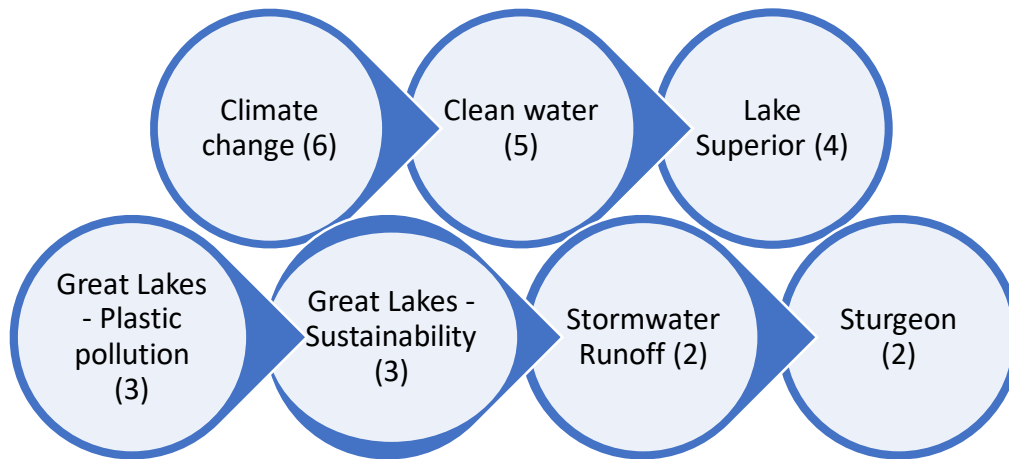 Climate
change (6)
Clean water
(5)
Lake
Superior (4)
Great Lakes
- Plastic
pollution
(3)
Great Lakes -
Sustainability
(3)
Stormwater
Runoff (2)
Sturgeon
(2)